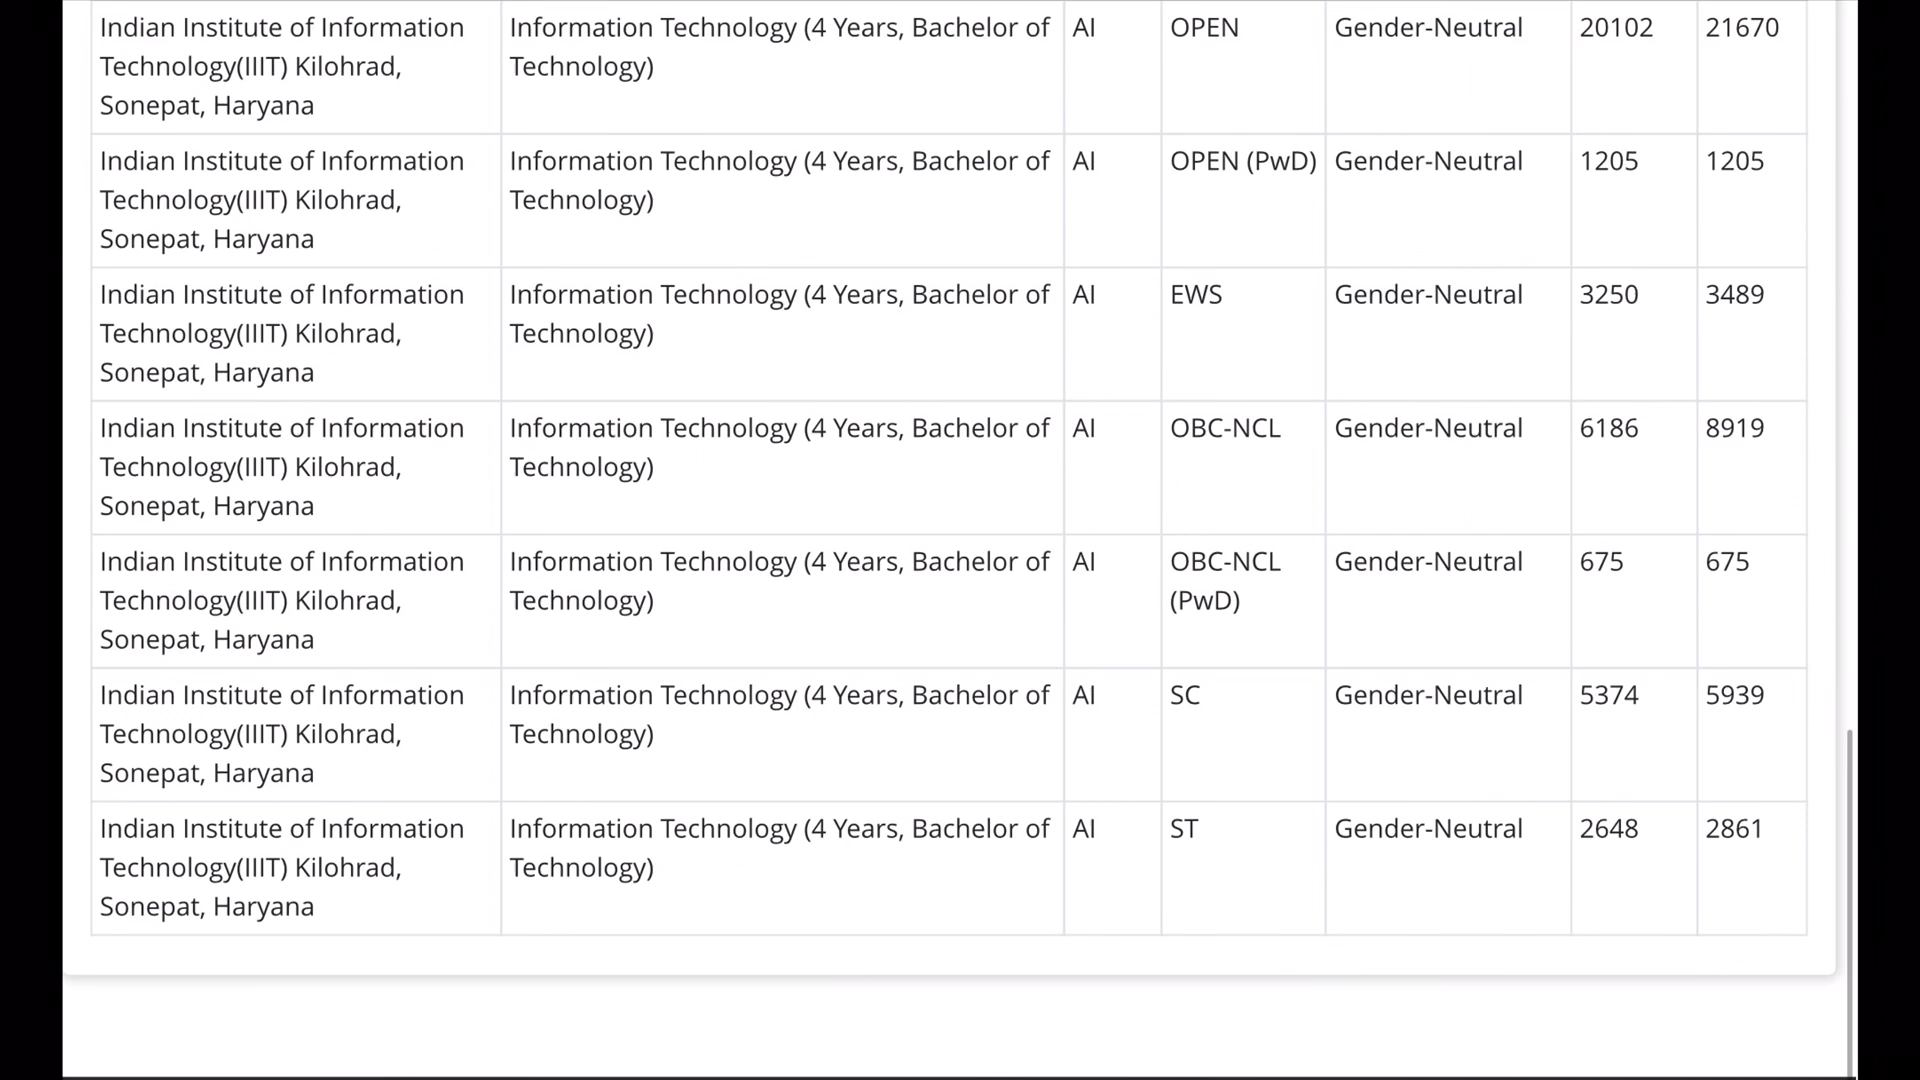 Indian Institute of Information Information Technology (4 Years, Bachelor of AI OPEN Gender-Neutral 20102 21670
Technology(IIIT) Kilohrad, Technology)
Sonepat, Haryana
Indian Institute of Information Information Technology (4 Years, Bachelor of AI OPEN (PwD) Gender-Neutral 1205 1205
Technology(IIIT) Kilohrad, Technology)
Sonepat, Haryana
Indian Institute of Information Information Technology (4 Years, Bachelor of AI EWS Gender-Neutral 3250 3489
Technology(IIIT) Kilohrad, Technology)
Sonepat, Haryana
Indian Institute of Information Information Technology (4 Years, Bachelor of AI OBC-NCL Gender-Neutral 6186 8919
Technology(IIIT) Kilohrad, Technology)
Sonepat, Haryana
Indian Institute of Information Information Technology (4 Years, Bachelor of AI OBC-NCL Gender-Neutral 675 675
Technology(IIIT) Kilohrad, Technology) (PwD)
Sonepat, Haryana
Indian Institute of Information Information Technology (4 Years, Bachelor of AI SC Gender-Neutral 5374 5939
Technology(IIIT) Kilohrad, Technology)
Sonepat, Haryana
Indian Institute of Information Information Technology (4 Years, Bachelor of AI ST Gender-Neutral 2648 2861
Technology(IIIT) Kilohrad, Technology)
Sonepat, Haryana